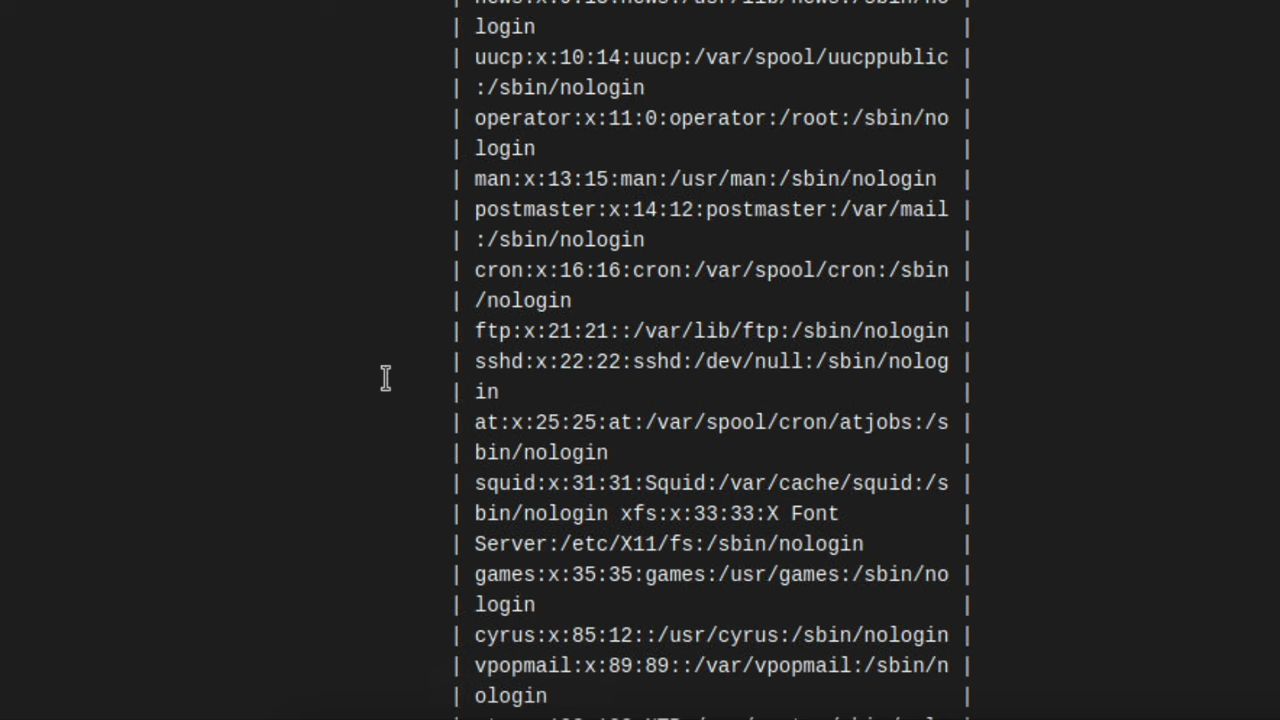 | login |
| uucp:x:10:14:uucp:/var/spool/uucppublic |
| :/sbin/nologin |
| operator:x:11:0:operator:/root:/sbin/no |
| login |
| man:x:13:15:man:/usr/man:/sbin/nologin |
| postmaster:x:14:12:postmaster:/var/mail |
| :/sbin/nologin |
| cron:x:16:16:cron:/var/spool/cron:/sbin |
| /nologin |
| ftp:x:21:21::/var/lib/ftp:/sbin/nologin |
| sshd:x:22:22:sshd:/dev/null:/sbin/nolog |
| in |
| at:x:25:25:at:/var/spool/cron/atjobs:/s |
| bin/nologin |
| squid:x:31:31:Squid:/var/cache/squid:/s |
| bin/nologin xfs:x:33:33:X Font |
| Server:/etc/X11/fs:/sbin/nologin |
| games:x:35:35:games:/usr/games:/sbin/no |
| login |
| cyrus:x:85:12::/usr/cyrus:/sbin/nologin |
| vpopmail:x:89:89::/var/vpopmail:/sbin/n |
| ologin |